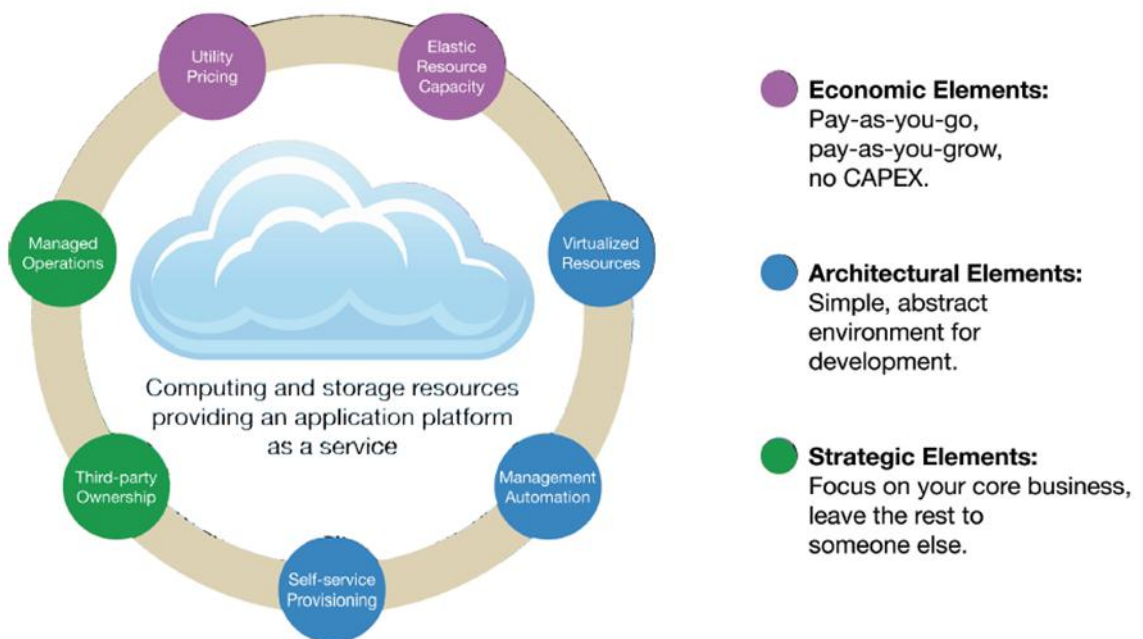 Utility
Pricing
Elastic
Resource
Capacity
Managed
Operations
Virtualized
Resources
Computing and storage resources
providing an application platform
as a service
Third-party
Ownership
Management
Automation
Self-service
Provisioning
Economic Elements:
Pay-as-you-go,
pay-as-you-grow,
no CAPEX.
Architectural Elements:
Simple, abstract
environment for
development.
Strategic Elements:
Focus on your core business,
leave the rest to
someone else.